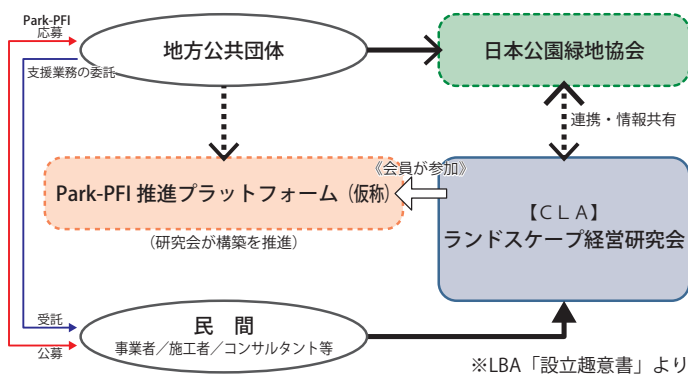 Park-PFI
応募
支援業務の委託
地方公共団体
日本公園緑地協会
連携・情報共有
《会員が参加》
Park-PFI 推進プラットフォーム（仮称）
（研究会が構築を推進）
【ＣＬＡ】
ランドスケープ経営研究会
受託
公募
民　間
事業者／施工者／コンサルタント等
※LBA「設立趣意書」より